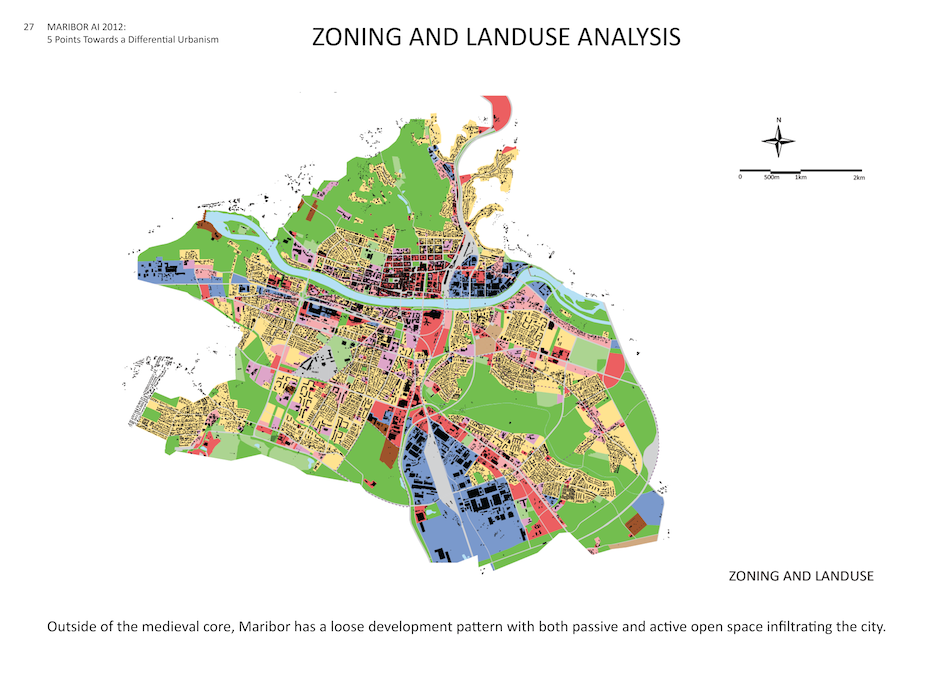 27 MARIBOR AI 2012:
5 Points Towards a Differential Urbanism
ZONING AND LANDUSE ANALYSIS
N
0 500m 1km 2km
ZONING AND LANDUSE
Outside of the medieval core, Maribor has a loose development pattern with both passive and active open space infiltrating the city.